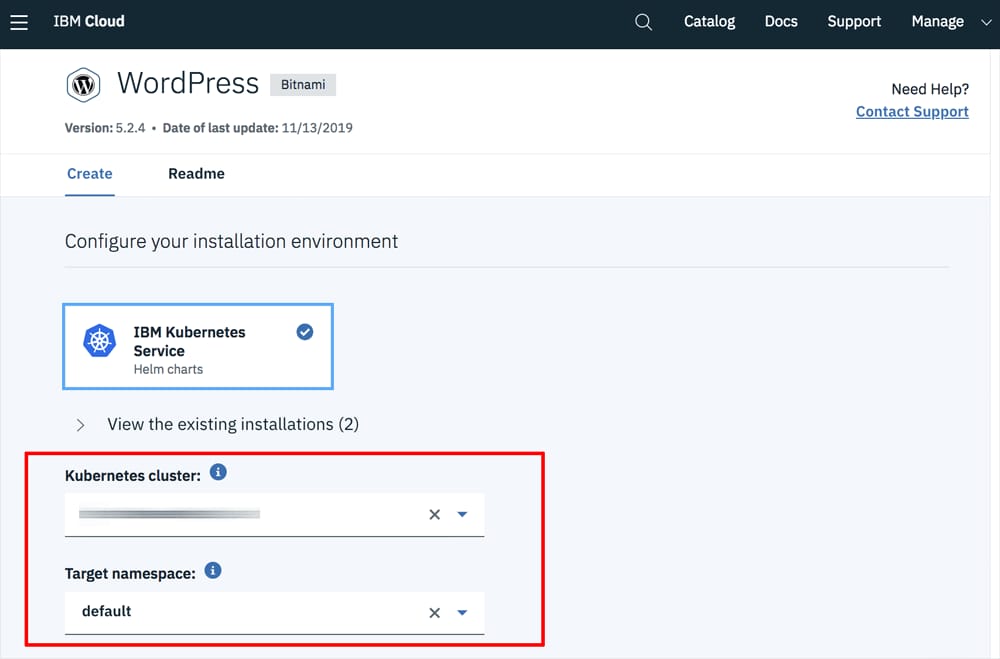 IBM Cloud
Catalog Docs Support Manage
WordPress Bitnami
Need Help?
Version: 5.2.4 • Date of last update: 11/13/2019
Contact Support
Create Readme
Configure your installation environment
IBM Kubernetes
Service
Helm charts
View the existing installations (2)
Kubernetes cluster:
Target namespace:
default